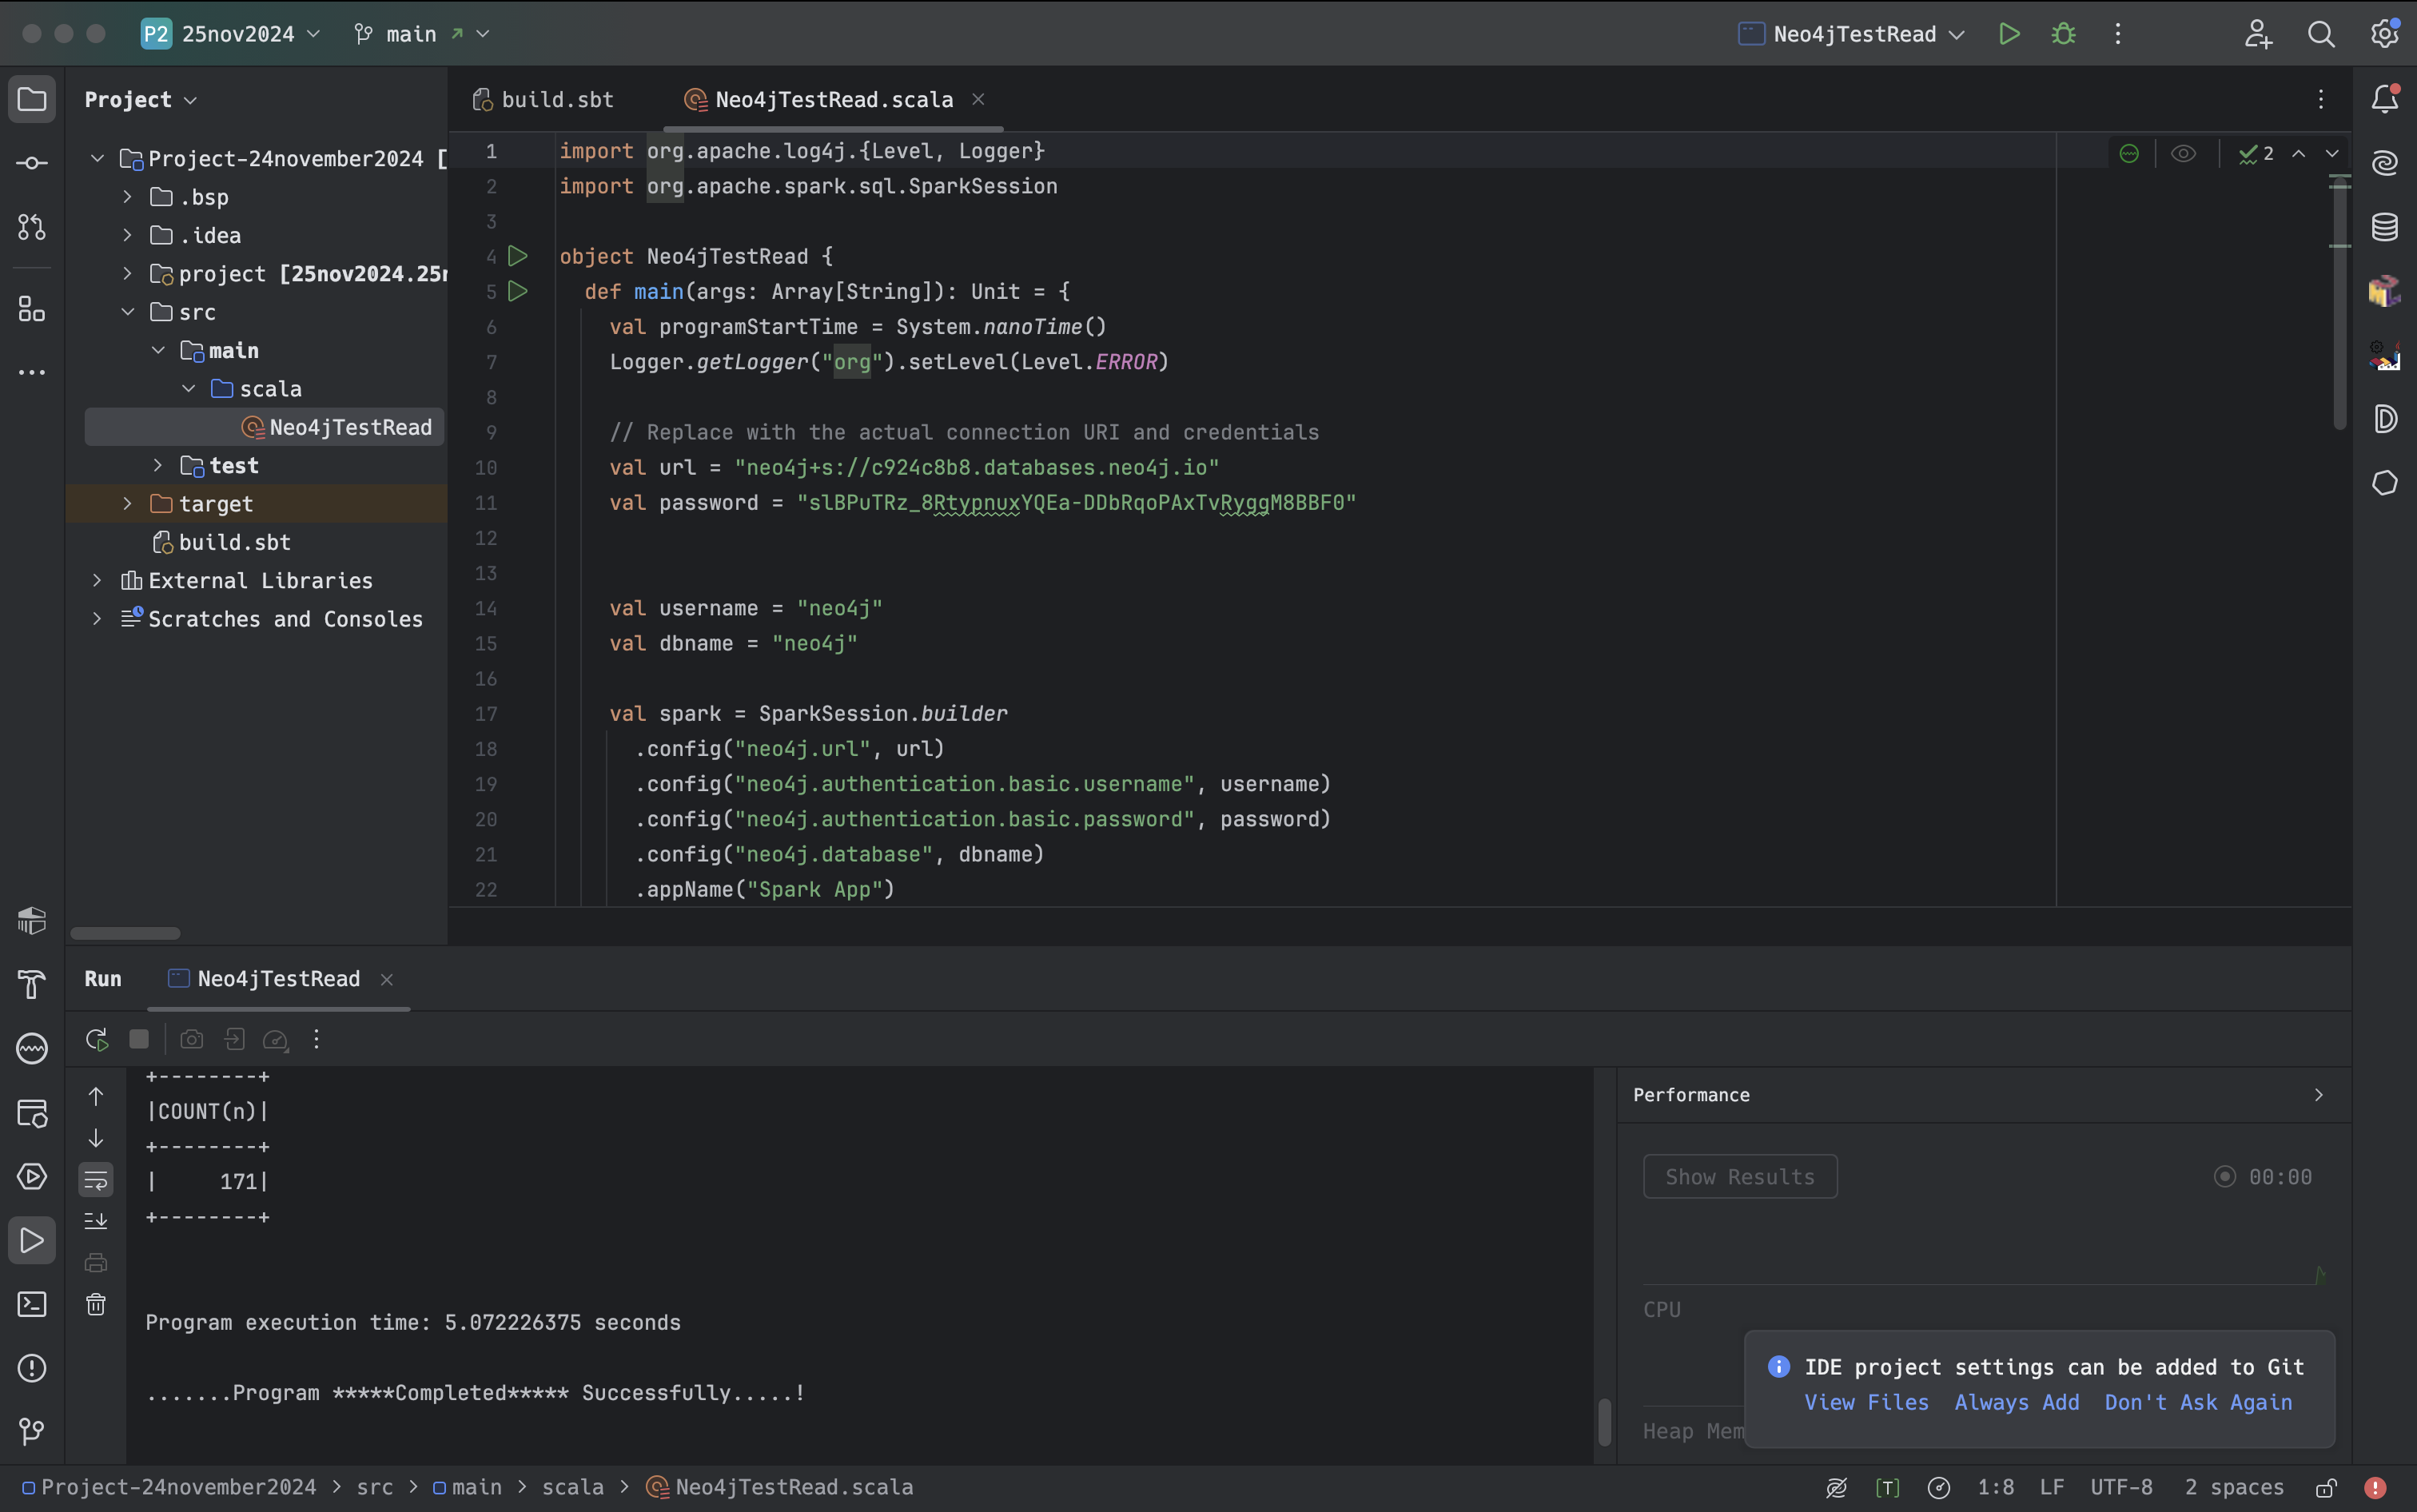 P2 25nov2024 main Neo4jTestRead
Project
build.sbt Neo4jTestRead.scala
Project-24november2024 [
.bsp
.idea
project [25nov2024.25n
src
main
scala
Neo4jTestRead
test
target
build.sbt
External Libraries
Scratches and Consoles
1 import org.apache.log4j.{Level, Logger}
2 import org.apache.spark.sql.SparkSession
3
4 object Neo4jTestRead {
5 def main(args: Array[String]): Unit = {
6 val programStartTime = System.nanoTime()
7 Logger.getLogger("org").setLevel(Level.ERROR)
8
9 // Replace with the actual connection URI and credentials
10 val url = "neo4j+s://c924c8b8.databases.neo4j.io"
11 val password = "slBPuTRz_8RtypnuxYQEa-DDbRqoPAxTvRyggM8BBF0"
12
13
14 val username = "neo4j"
15 val dbname = "neo4j"
16
17 val spark = SparkSession.builder
18 .config("neo4j.url", url)
19 .config("neo4j.authentication.basic.username", username)
20 .config("neo4j.authentication.basic.password", password)
21 .config("neo4j.database", dbname)
22 .appName("Spark App")
2
Run Neo4jTestRead
+--------+
|COUNT(n)|
+--------+
|     171|
+--------+
Program execution time: 5.072226375 seconds
.......Program *****Completed***** Successfully.....!
Performance
Show Results 00:00
CPU
Heap Mem
IDE project settings can be added to Git
View Files Always Add Don't Ask Again
Project-24november2024 > src > main > scala > Neo4jTestRead.scala
[T] 1:8 LF UTF-8 2 spaces